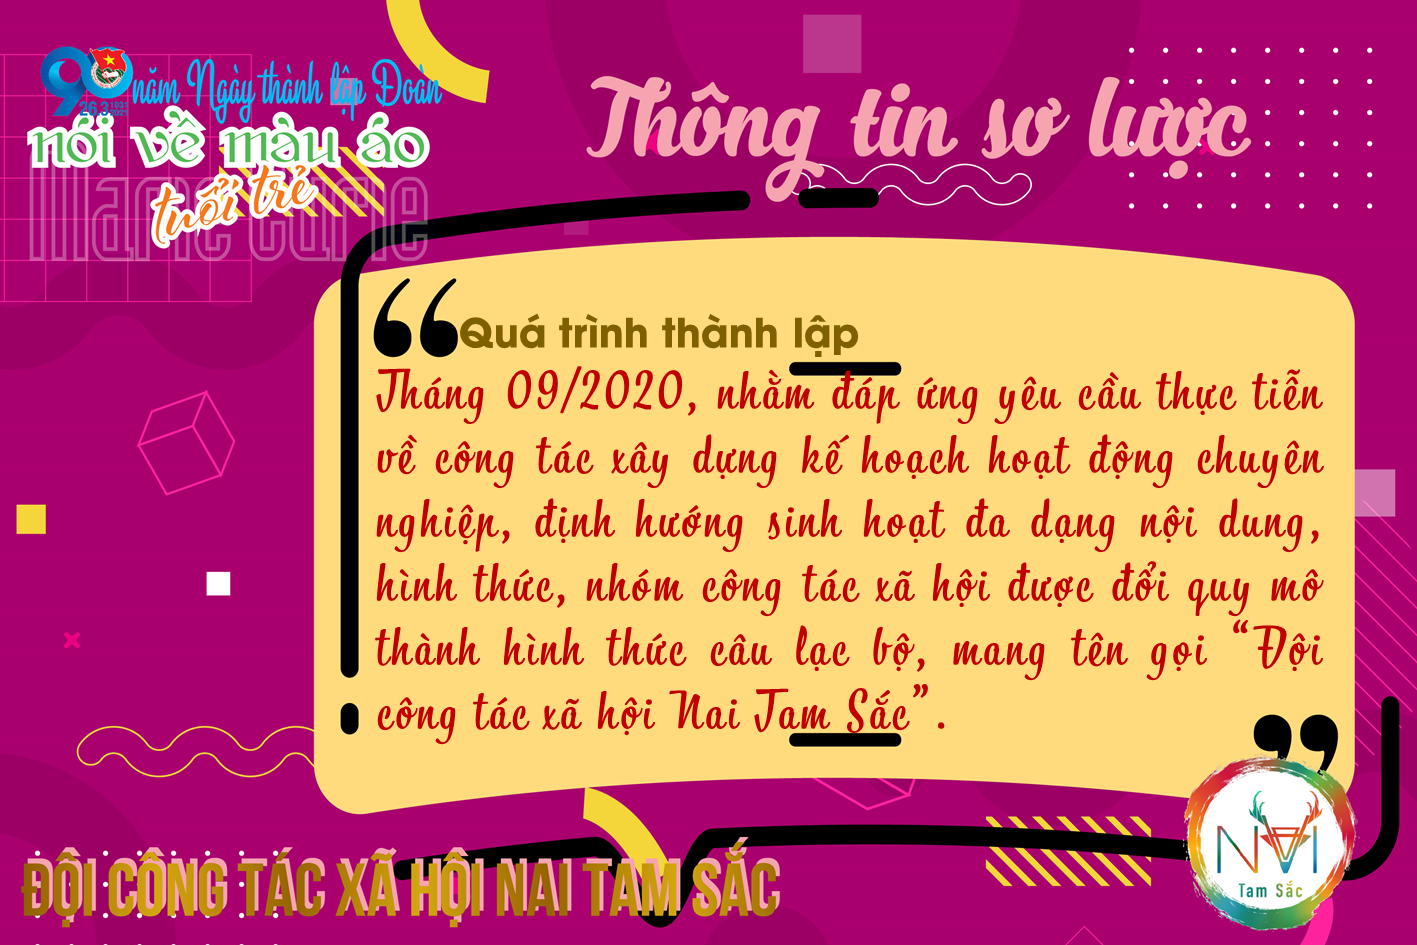 90 năm Ngày thành lập Đoàn
26.3 1931 2021
nói về màu áo
tuổi trẻ
Marie Curie
Thông tin sơ lược
“Quá trình thành lập
Tháng 09/2020, nhằm đáp ứng yêu cầu thực tiễn
về công tác xây dựng kế hoạch hoạt động chuyên
nghiệp, định hướng sinh hoạt đa dạng nội dung,
hình thức, nhóm công tác xã hội được đổi quy mô
thành hình thức câu lạc bộ, mang tên gọi “Đội
công tác xã hội Nai Tam Sắc”.
”
NAI
Tam Sắc
ĐỘI CÔNG TÁC XÃ HỘI NAI TAM SẮC